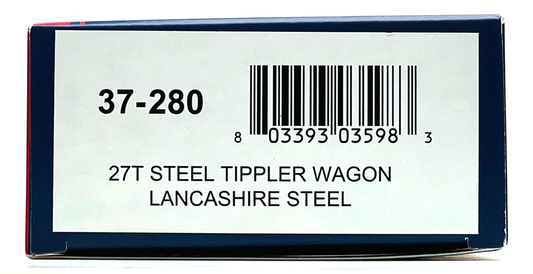 37-280
8 03393 03598 3
27T STEEL TIPPLER WAGON
LANCASHIRE STEEL